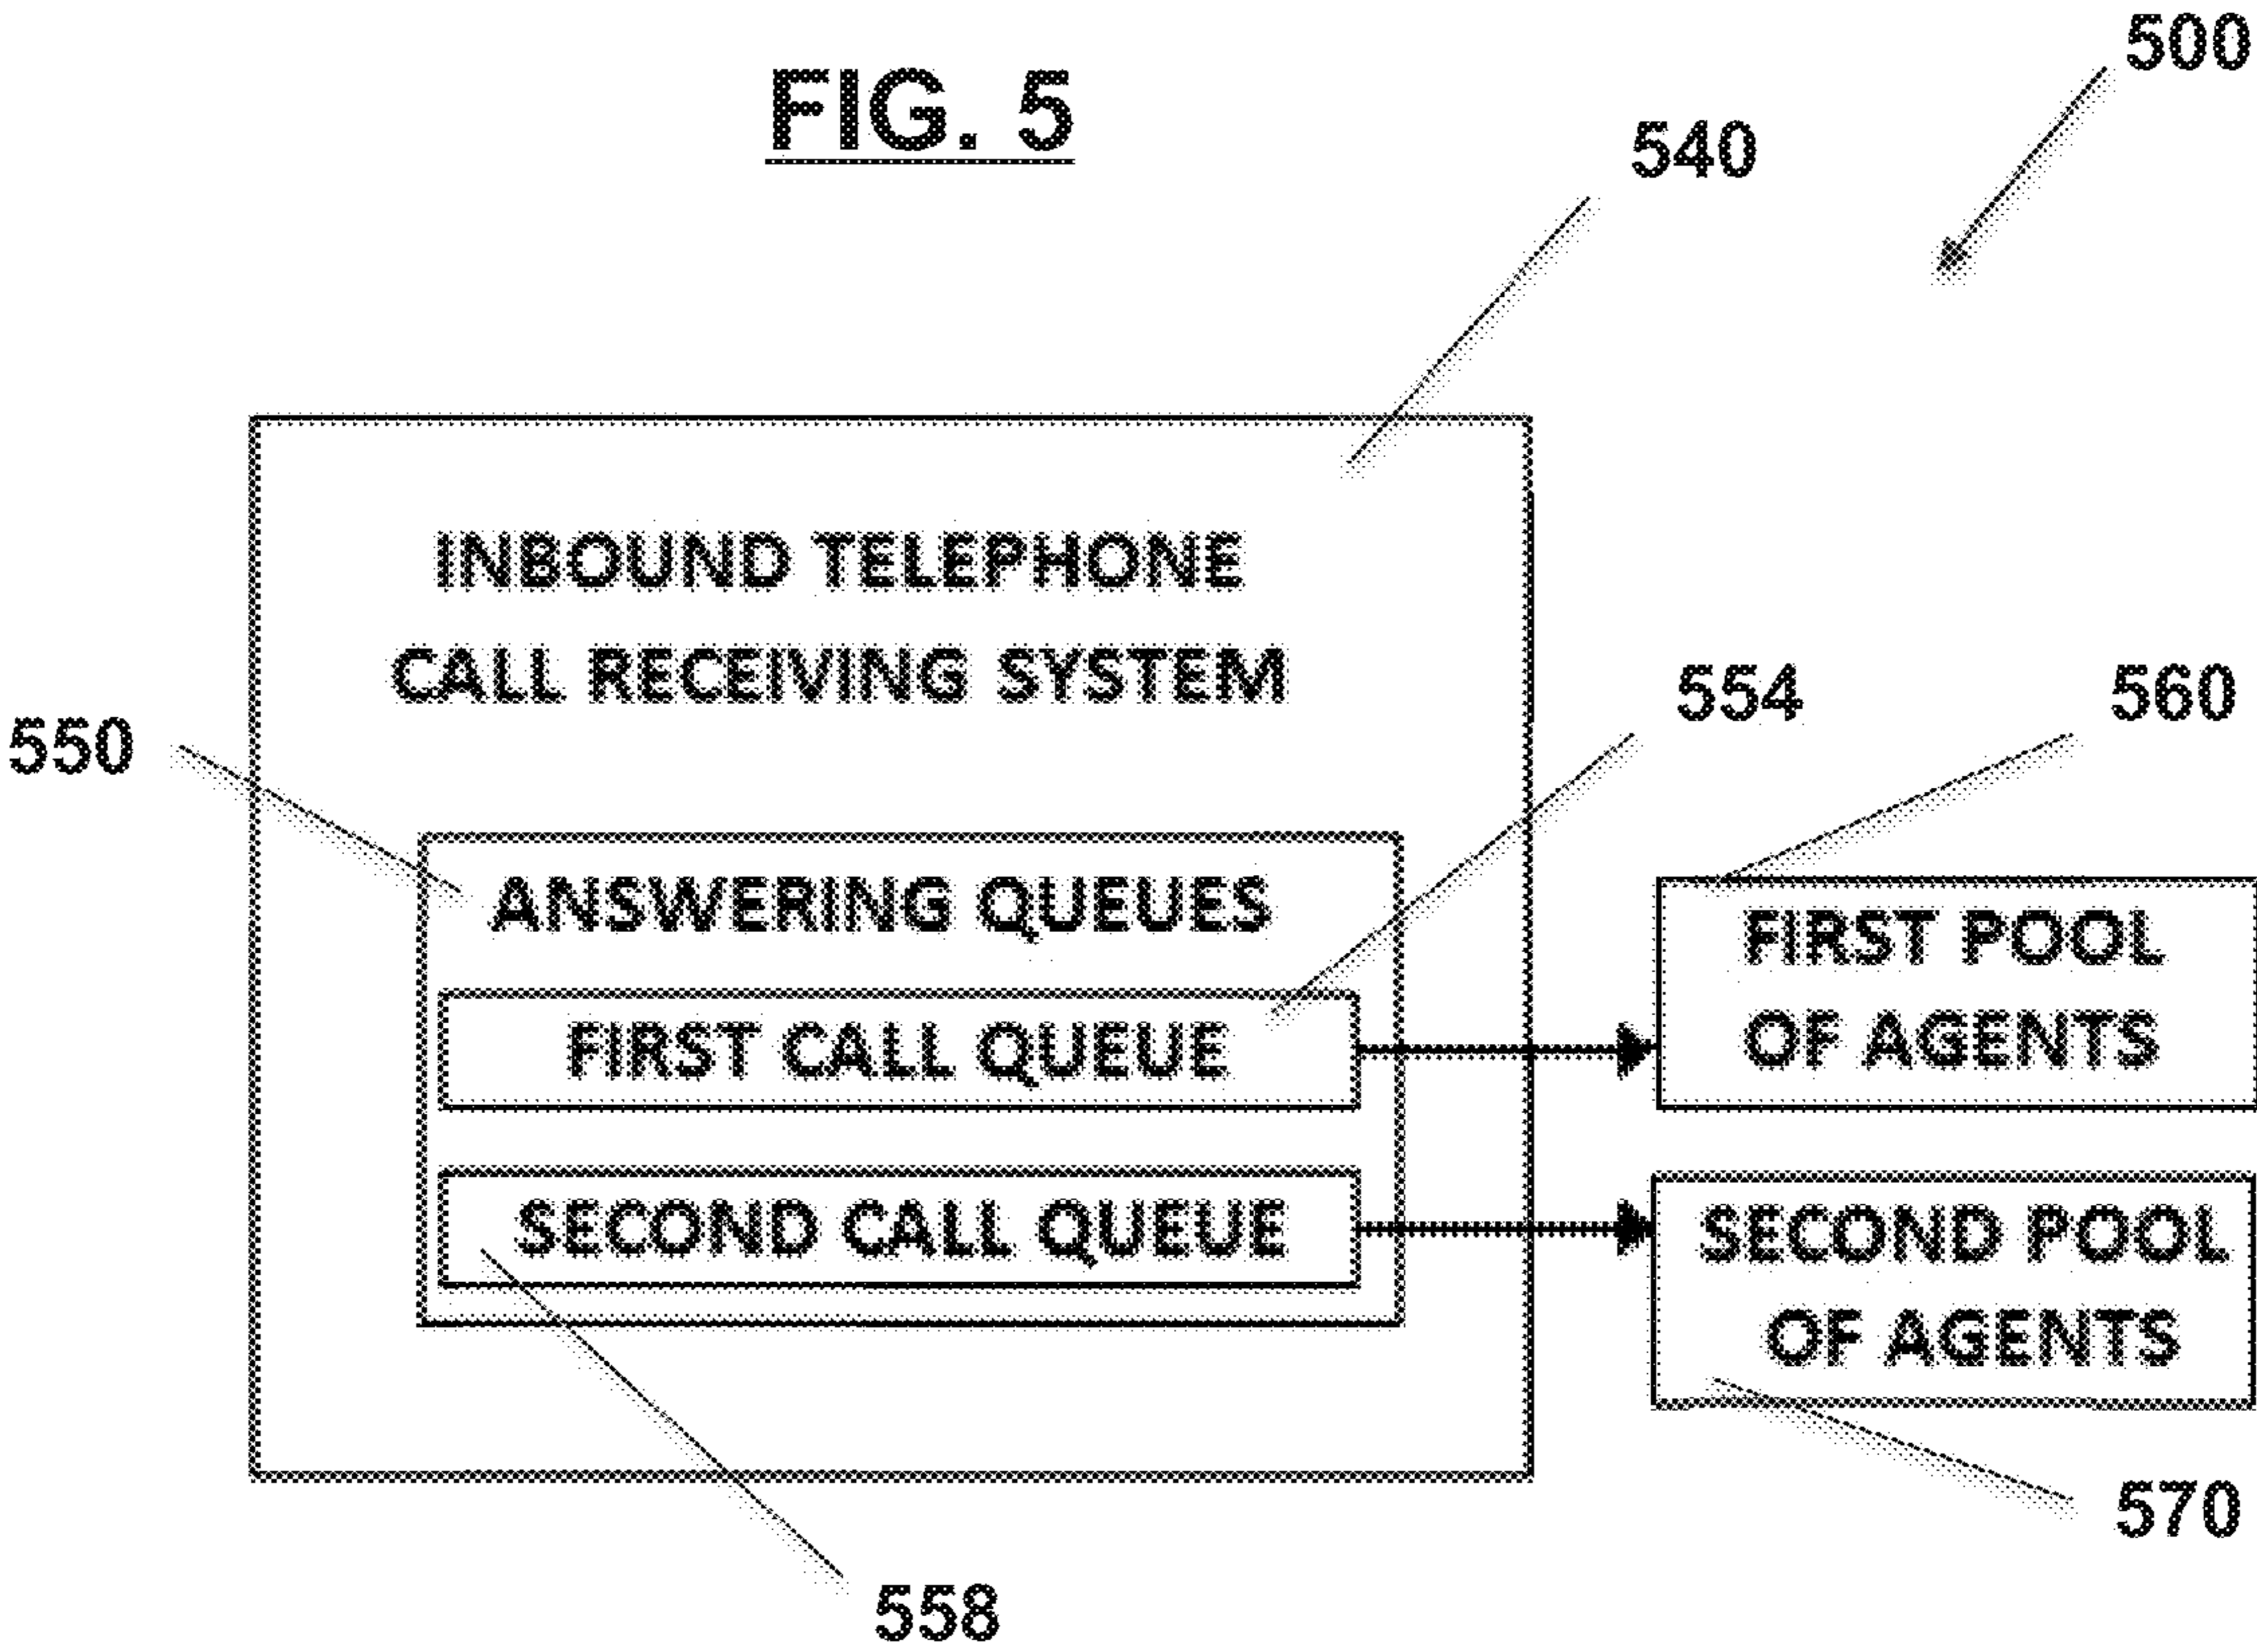 500
FIG. 5
540
INBOUND TELEPHONE
CALL RECEIVING SYSTEM
554
560
550
ANSWERING QUEUES
FIRST POOL
OF AGENTS
FIRST CALL QUEUE
SECOND CALL QUEUE
SECOND POOL
OF AGENTS
570
558